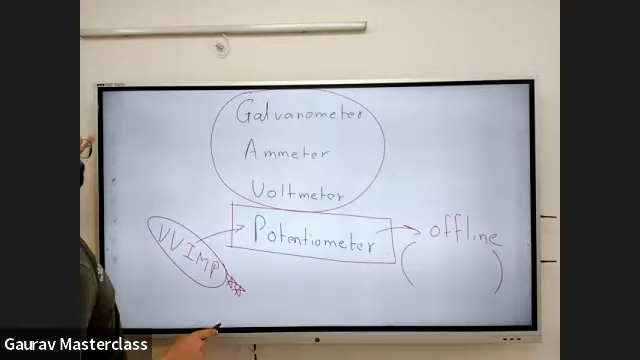 Galvanometer
Ammeter
Voltmeter
VVIMP
Potentiometer
offline
( )
Gaurav Masterclass